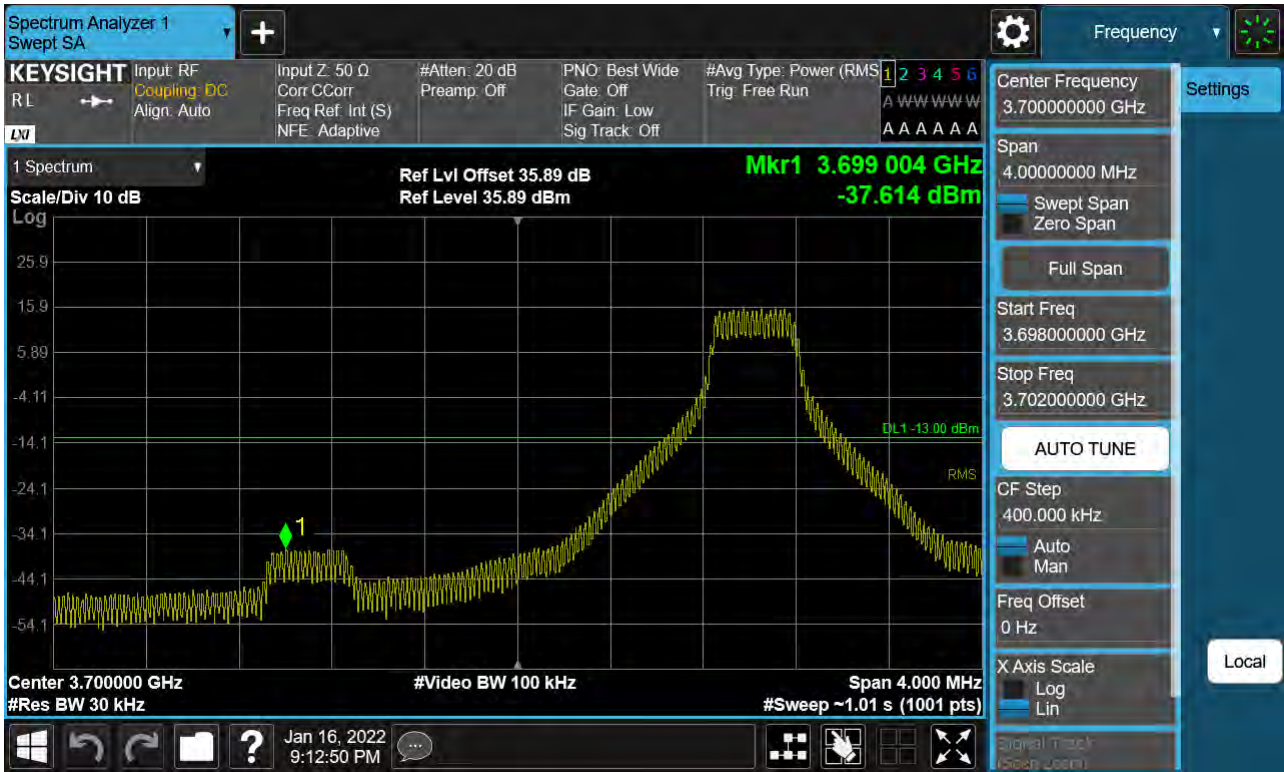 Spectrum Analyzer 1
Swept SA
+
Frequency
KEYSIGHT
RL
LXI
Input: RF
Coupling: DC
Align: Auto
Input Z: 50 Ω
Corr CCorr
Freq Ref: Int (S)
NFE: Adaptive
#Atten: 20 dB
Preamp: Off
PNO: Best Wide
Gate: Off
IF Gain: Low
Sig Track: Off
#Avg Type: Power (RMS
Trig: Free Run
1 2 3 4 5 6
A W W W W W
A A A A A A
1 Spectrum
Scale/Div 10 dB
Log
Ref Lvl Offset 35.89 dB
Ref Level 35.89 dBm
Mkr1 3.699 004 GHz
-37.614 dBm
25.9
15.9
5.89
-4.11
-14.1
-24.1
-34.1
-44.1
-54.1
DL1 -13.00 dBm
RMS
1
Center 3.700000 GHz
#Res BW 30 kHz
#Video BW 100 kHz
Span 4.000 MHz
#Sweep ~1.01 s (1001 pts)
Center Frequency
3.700000000 GHz
Settings
Span
4.00000000 MHz
Swept Span
Zero Span
Full Span
Start Freq
3.698000000 GHz
Stop Freq
3.702000000 GHz
AUTO TUNE
CF Step
400.000 kHz
Auto
Man
Freq Offset
0 Hz
X Axis Scale
Log
Lin
Local
Signal Track
(Span Zoom)
?
Jan 16, 2022
9:12:50 PM